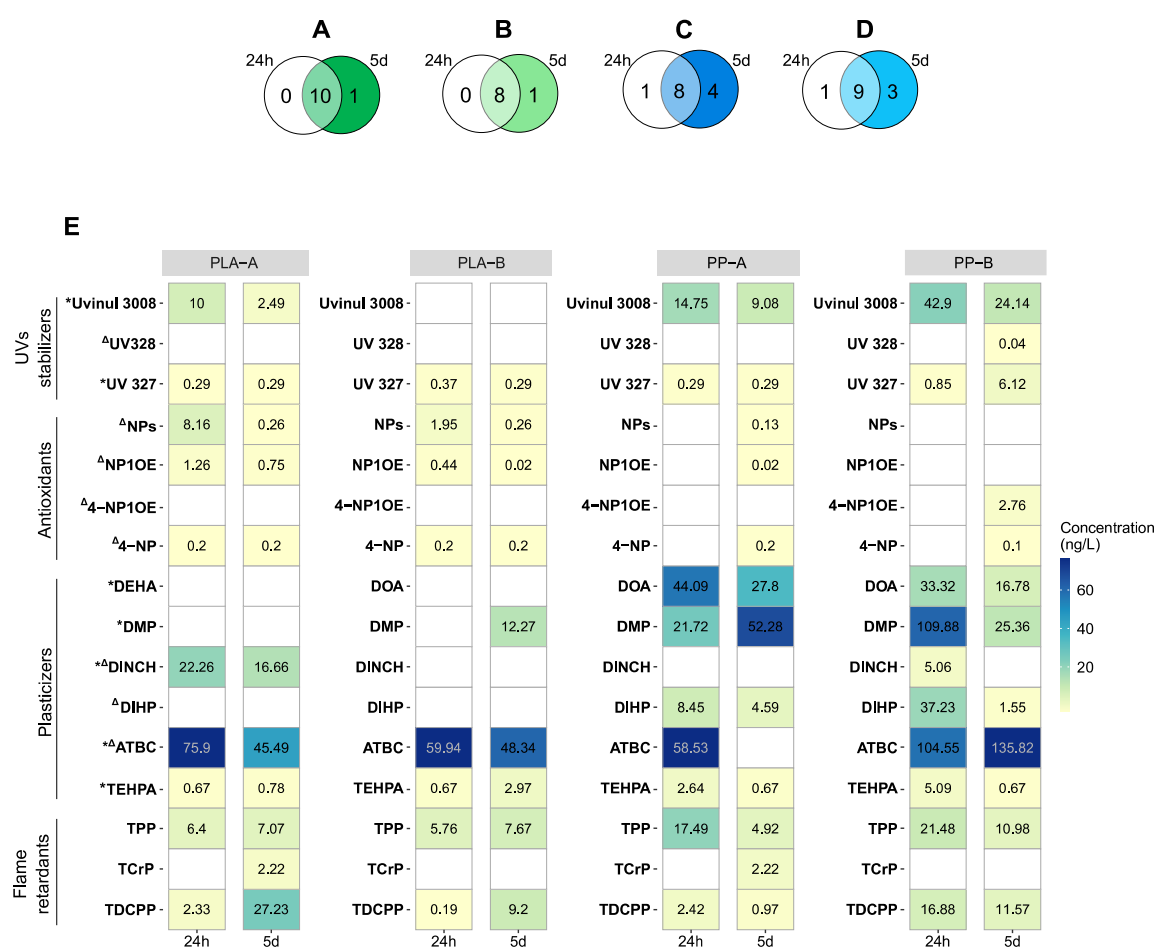 A B C D
24h 5d 24h 5d 24h 5d 24h 5d
0 10 1 0 8 1 1 8 4 1 9 3
E
PLA−A PLA−B PP−A PP−B
UVs stabilizers
*Uvinul 3008 10 2.49 Uvinul 3008 Uvinul 3008 14.75 9.08 Uvinul 3008 42.9 24.14
ΔUV328 UV 328 UV 328 UV 328 0.04
*UV 327 0.29 0.29 UV 327 0.37 0.29 UV 327 0.29 0.29 UV 327 0.85 6.12
Antioxidants
ΔNPs 8.16 0.26 NPs 1.95 0.26 NPs 0.13 NPs
ΔNP1OE 1.26 0.75 NP1OE 0.44 0.02 NP1OE 0.02 NP1OE
Δ4−NP1OE 4−NP1OE 4−NP1OE 4−NP1OE 2.76
Δ4−NP 0.2 0.2 4−NP 0.2 0.2 4−NP 0.2 4−NP 0.1
Plasticizers
*DEHA DOA DOA 44.09 27.8 DOA 33.32 16.78
*DMP DMP 12.27 DMP 21.72 52.28 DMP 109.88 25.36
*ΔDINCH 22.26 16.66 DINCH DINCH DINCH 5.06
ΔDIHP DIHP DIHP 8.45 4.59 DIHP 37.23 1.55
*ΔATBC 75.9 45.49 ATBC 59.94 48.34 ATBC 58.53 ATBC 104.55 135.82
*TEHPA 0.67 0.78 TEHPA 0.67 2.97 TEHPA 2.64 0.67 TEHPA 5.09 0.67
Flame retardants
TPP 6.4 7.07 TPP 5.76 7.67 TPP 17.49 4.92 TPP 21.48 10.98
TCrP 2.22 TCrP TCrP 2.22 TCrP
TDCPP 2.33 27.23 TDCPP 0.19 9.2 TDCPP 2.42 0.97 TDCPP 16.88 11.57
24h 5d 24h 5d 24h 5d 24h 5d
Concentration
(ng/L)
60
40
20